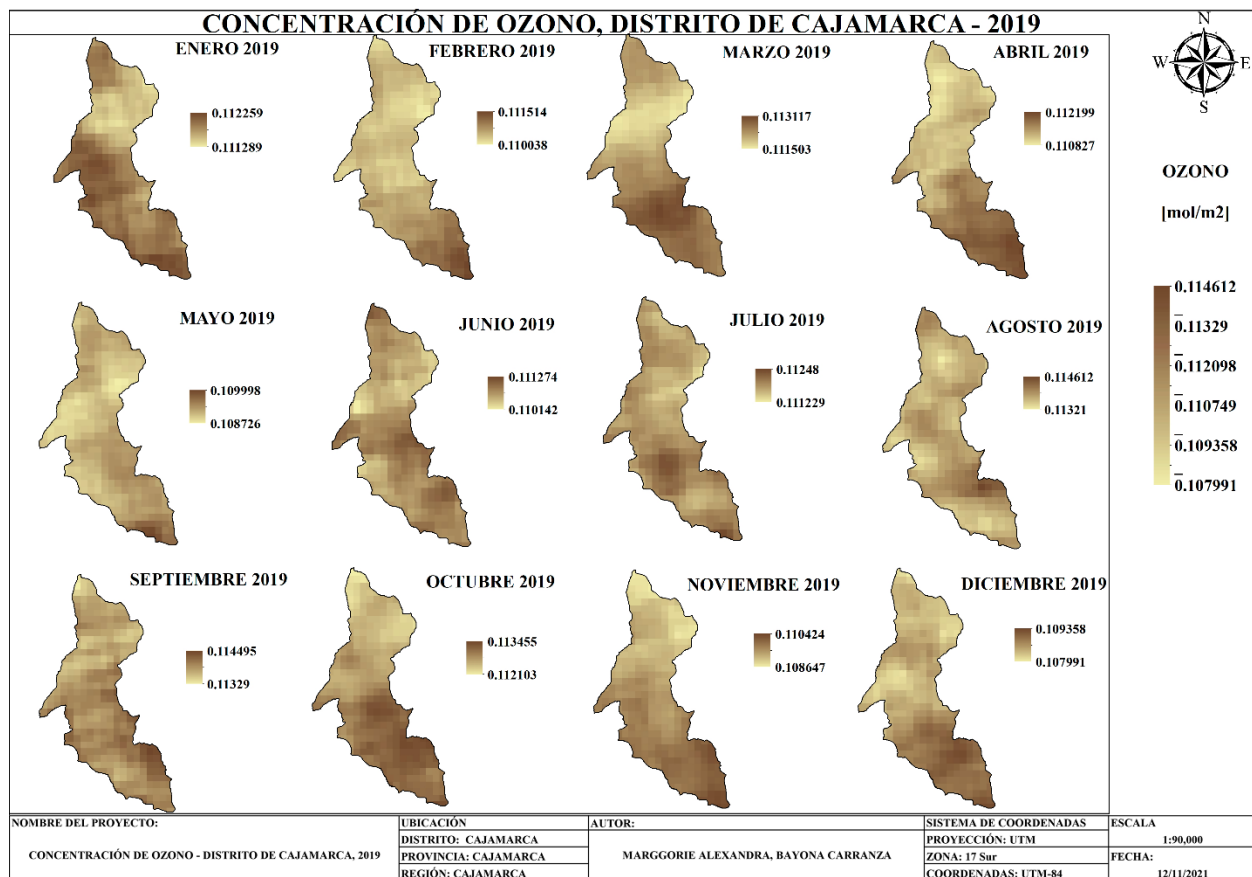 CONCENTRACIÓN DE OZONO, DISTRITO DE CAJAMARCA - 2019
ENERO 2019
0.112259
0.111289
FEBRERO 2019
0.111514
0.110038
MARZO 2019
0.113117
0.111503
ABRIL 2019
0.112199
0.110827
MAYO 2019
0.109998
0.108726
JUNIO 2019
0.111274
0.110142
JULIO 2019
0.11248
0.111229
AGOSTO 2019
0.114612
0.11321
SEPTIEMBRE 2019
0.114495
0.11329
OCTUBRE 2019
0.113455
0.112103
NOVIEMBRE 2019
0.110424
0.108647
DICIEMBRE 2019
0.109358
0.107991
N
W E
S
OZONO
[mol/m2]
0.114612
0.11329
0.112098
0.110749
0.109358
0.107991
NOMBRE DEL PROYECTO:
CONCENTRACIÓN DE OZONO - DISTRITO DE CAJAMARCA, 2019
UBICACIÓN
DISTRITO: CAJAMARCA
PROVINCIA: CAJAMARCA
REGIÓN: CAJAMARCA
AUTOR:
MARGGORIE ALEXANDRA, BAYONA CARRANZA
SISTEMA DE COORDENADAS
PROYECCIÓN: UTM
ZONA: 17 Sur
COORDENADAS: UTM-84
ESCALA
1:90,000
FECHA:
12/11/2021